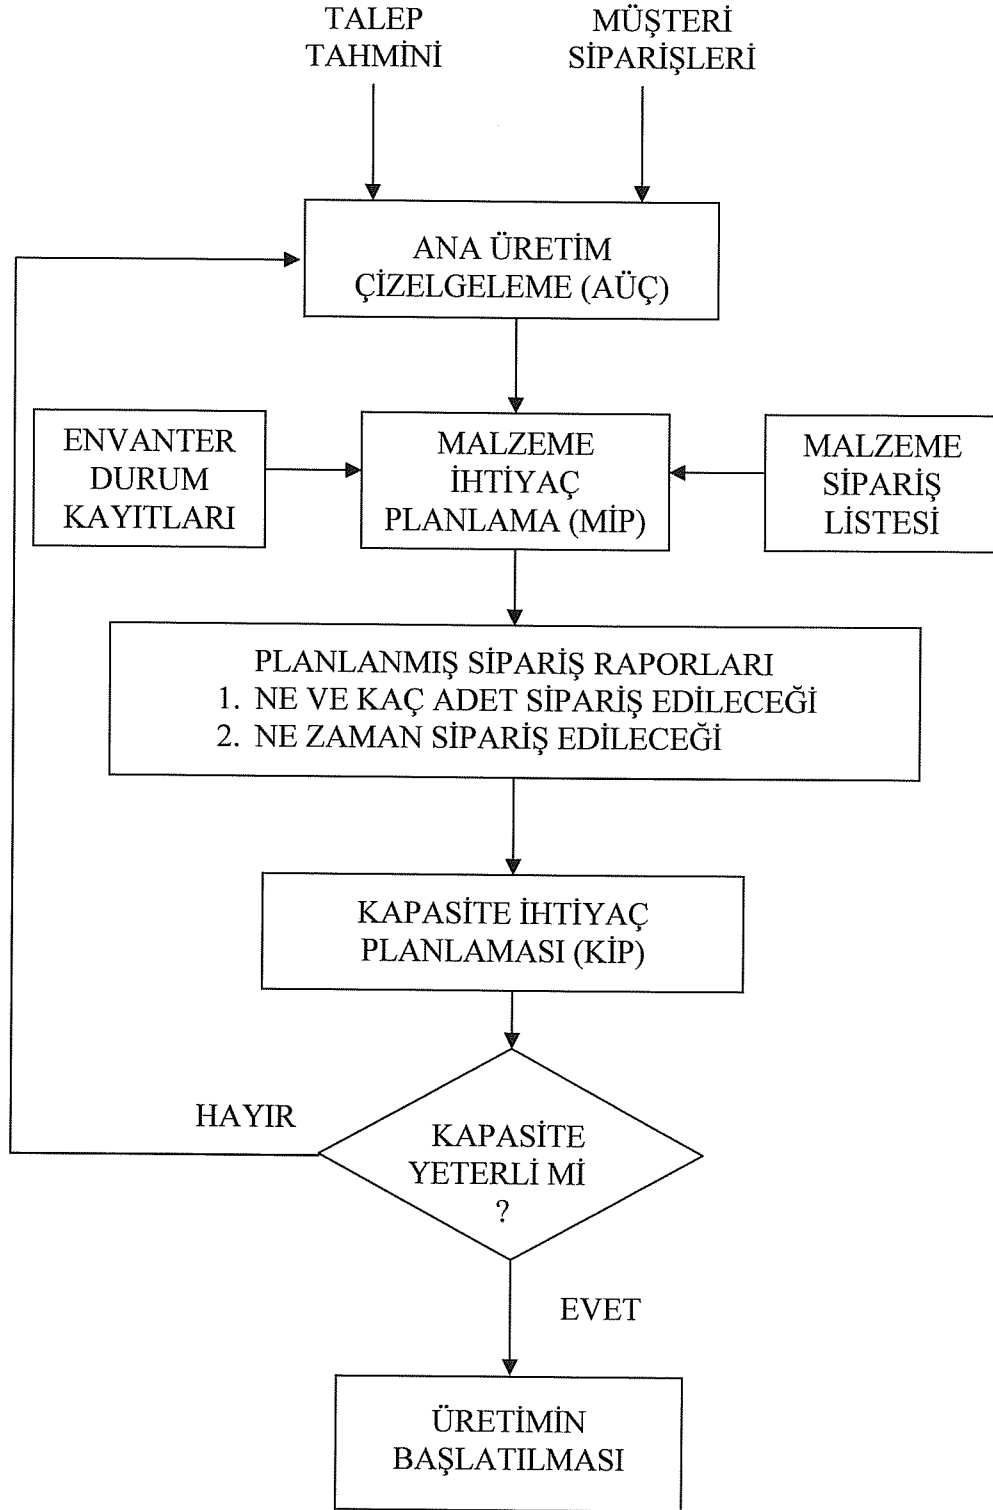 TALEP
TAHMİNİ
MÜŞTERİ
SİPARİŞLERİ
ANA ÜRETİM
ÇİZELGELEME (AÜÇ)
ENVANTER
DURUM
KAYITLARI
MALZEME
İHTİYAÇ
PLANLAMA (MİP)
MALZEME
SİPARİŞ
LİSTESİ
PLANLANMIŞ SİPARİŞ RAPORLARI
1. NE VE KAÇ ADET SİPARİŞ EDİLECEĞİ
2. NE ZAMAN SİPARİŞ EDİLECEĞİ
KAPASİTE İHTİYAÇ
PLANLAMASI (KİP)
HAYIR
KAPASİTE
YETERLİ Mİ
?
EVET
ÜRETİMİN
BAŞLATILMASI